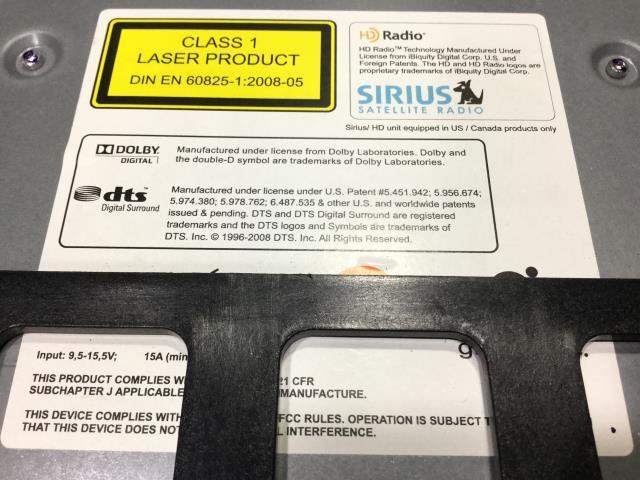 CLASS 1
LASER PRODUCT
DIN EN 60825-1:2008-05
HD Radio®
HD Radio™ Technology Manufactured Under
License from iBiquity Digital Corp. U.S. and
Foreign Patents. The HD and HD Radio logos are
proprietary trademarks of iBiquity Digital Corp.
SIRIUS
SATELLITE RADIO
Sirius/ HD unit equipped in US / Canada products only
DOLBY
DIGITAL
Manufactured under license from Dolby Laboratories. Dolby and
the double-D symbol are trademarks of Dolby Laboratories.
dts
Digital Surround
Manufactured under license under U.S. Patent #5.451.942; 5.956.674;
5.974.380; 5.978.762; 6.487.535 & other U.S. and worldwide patents
issued & pending. DTS and DTS Digital Surround are registered
trademarks and the DTS logos and Symbols are trademarks of
DTS. Inc. © 1996-2008 DTS. Inc. All Rights Reserved.
Input: 9,5-15,5V; 15A (min
g
THIS PRODUCT COMPLIES W 21 CFR
SUBCHAPTER J APPLICABLE MANUFACTURE.
THIS DEVICE COMPLIES WITH FCC RULES. OPERATION IS SUBJECT T
THAT THIS DEVICE DOES NOT L INTERFERENCE.